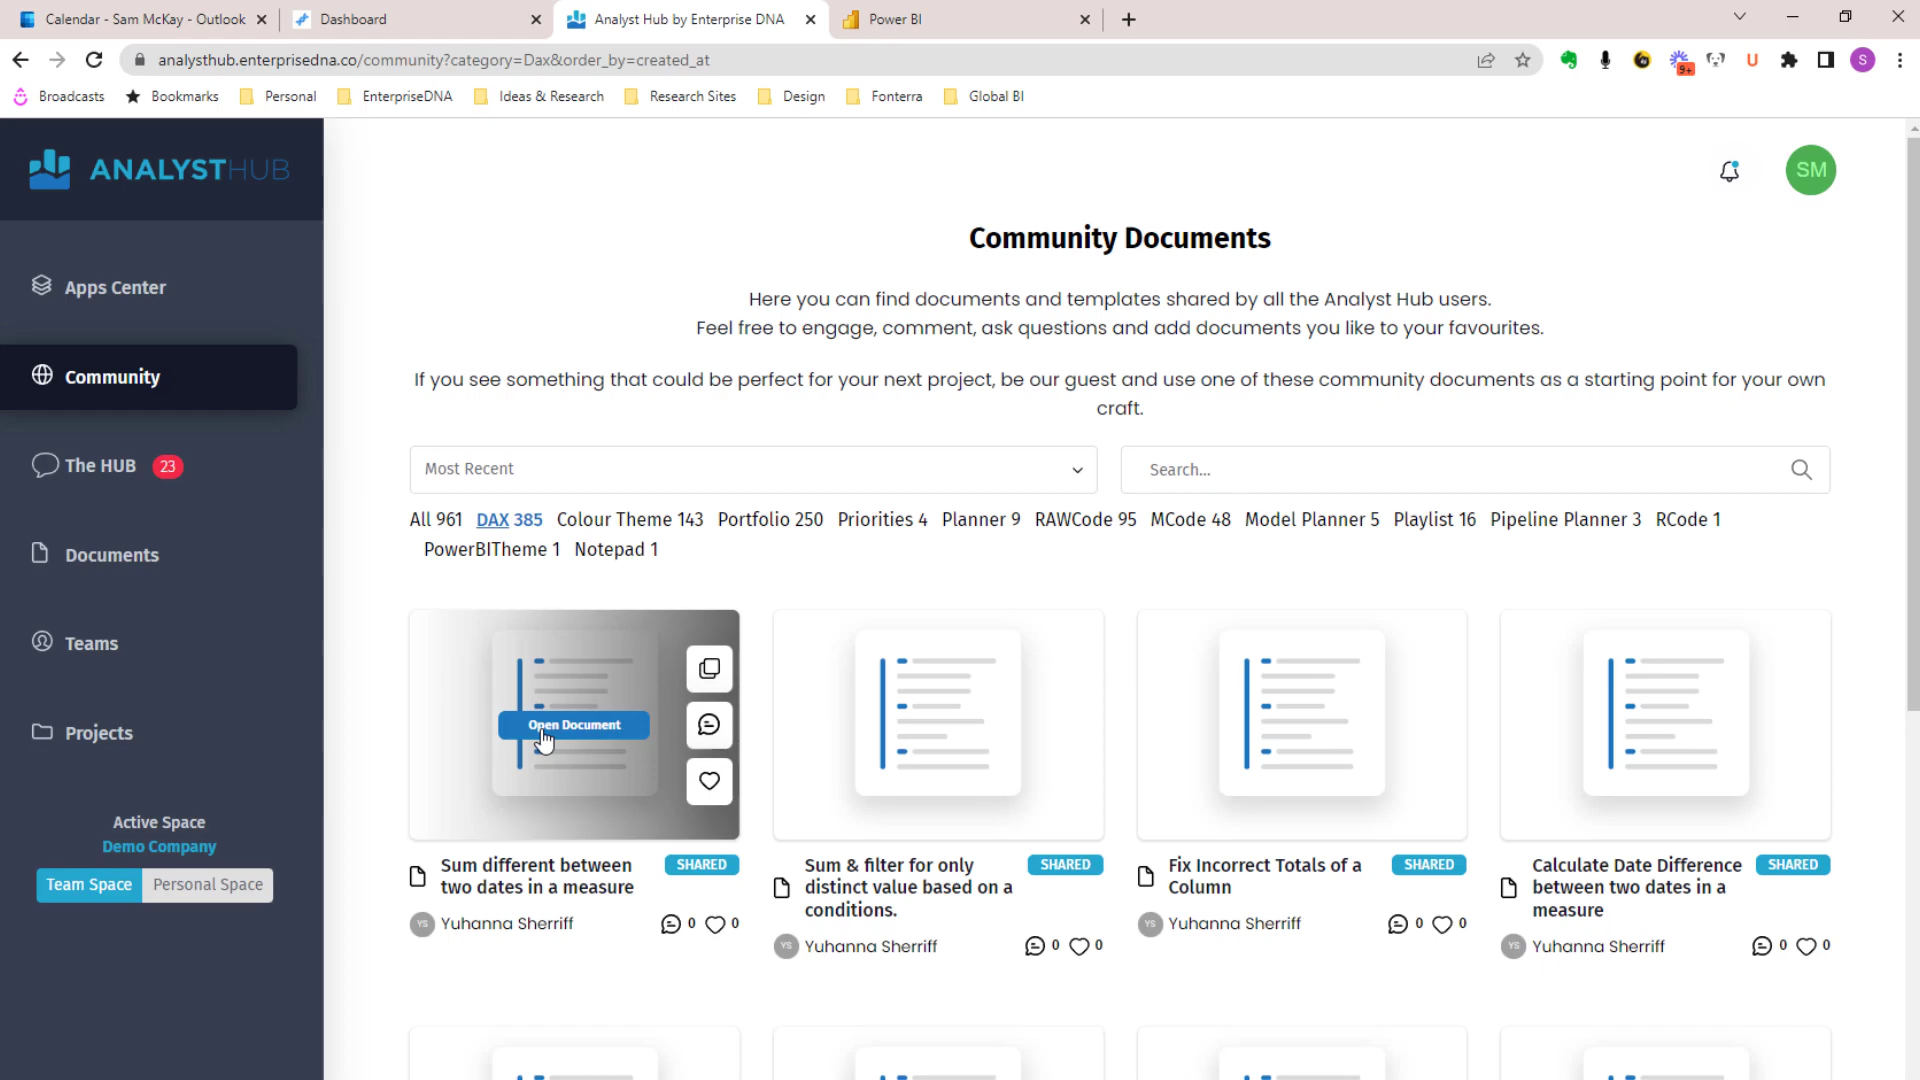 Calendar - Sam McKay - Outlook
Dashboard
Analyst Hub by Enterprise DNA
Power BI
analysthub.enterprisedna.co/community?category=Dax&order_by=created_at
9+
U
S
Broadcasts
Bookmarks
Personal
EnterpriseDNA
Ideas & Research
Research Sites
Design
Fonterra
Global BI
ANALYSTHUB
SM
Apps Center
Community
The HUB 23
Documents
Teams
Projects
Active Space
Demo Company
Team Space
Personal Space
Community Documents
Here you can find documents and templates shared by all the Analyst Hub users.
Feel free to engage, comment, ask questions and add documents you like to your favourites.
If you see something that could be perfect for your next project, be our guest and use one of these community documents as a starting point for your own
craft.
Most Recent
Search...
All 961 DAX 385 Colour Theme 143 Portfolio 250 Priorities 4 Planner 9 RAWCode 95 MCode 48 Model Planner 5 Playlist 16 Pipeline Planner 3 RCode 1
PowerBITheme 1 Notepad 1
Open Document
Sum different between
two dates in a measure
SHARED
YS Yuhanna Sherriff 0 0
Sum & filter for only
distinct value based on a
conditions.
SHARED
YS Yuhanna Sherriff 0 0
Fix Incorrect Totals of a
Column
SHARED
YS Yuhanna Sherriff 0 0
Calculate Date Difference
between two dates in a
measure
SHARED
YS Yuhanna Sherriff 0 0